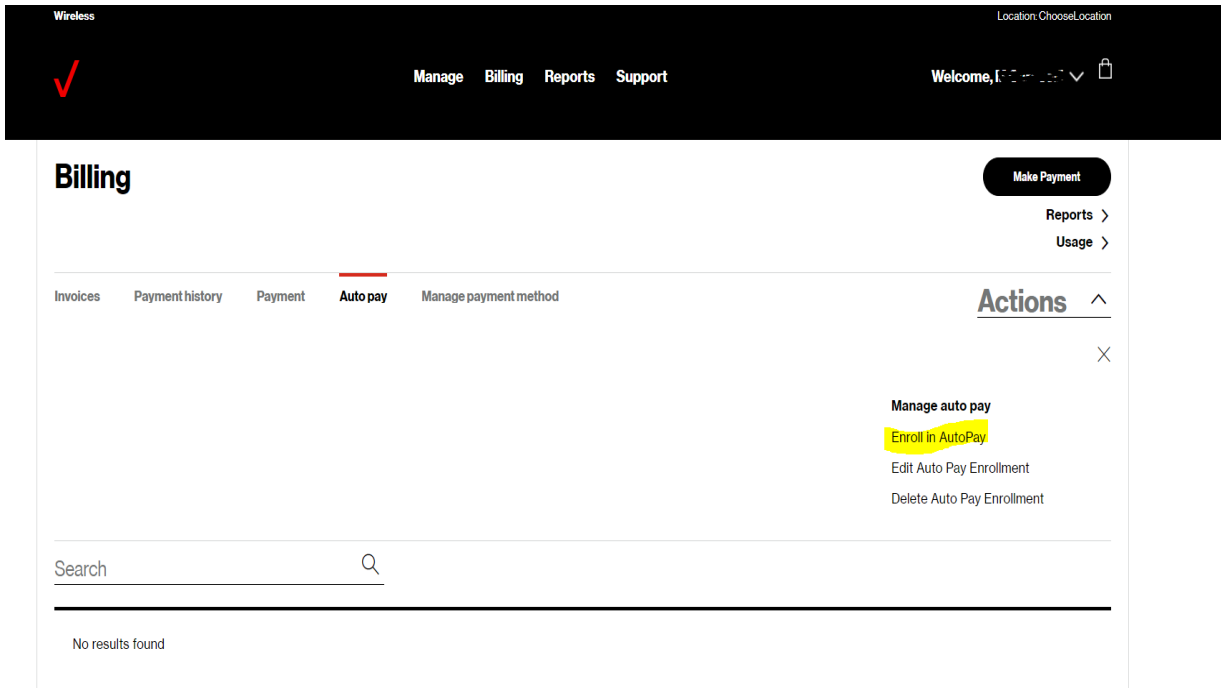 Wireless
Location: ChooseLocation
Manage Billing Reports Support
Welcome,
Billing
Make Payment
Reports
Usage
Invoices Payment history Payment Auto pay Manage payment method
Actions
Manage auto pay
Enroll in AutoPay
Edit Auto Pay Enrollment
Delete Auto Pay Enrollment
Search
No results found